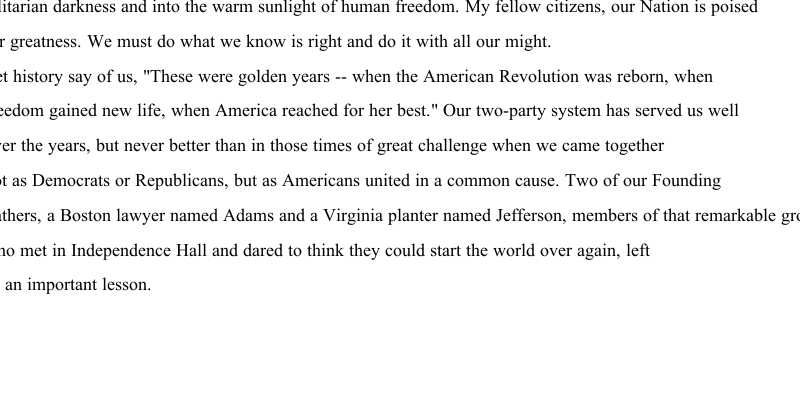 litarian darkness and into the warm sunlight of human freedom. My fellow citizens, our Nation is poised
r greatness. We must do what we know is right and do it with all our might.
et history say of us, "These were golden years -- when the American Revolution was reborn, when
eedom gained new life, when America reached for her best." Our two-party system has served us well
er the years, but never better than in those times of great challenge when we came together
ot as Democrats or Republicans, but as Americans united in a common cause. Two of our Founding
athers, a Boston lawyer named Adams and a Virginia planter named Jefferson, members of that remarkable gro
ho met in Independence Hall and dared to think they could start the world over again, left
an important lesson.